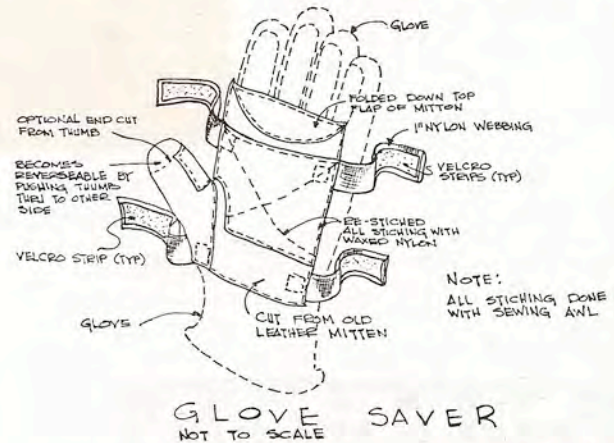 GLOVE
FOLDED DOWN TOP
FLAP OF MITTON
1" NYLON WEBBING
OPTIONAL END CUT
FROM THUMB
BECOMES
REVERSEABLE BY
PUSHING THUMB
THRU TO OTHER
SIDE
VELCRO
STRIPS (TYP)
RE-STICHED
ALL STICHING WITH
WAXED NYLON
VELCRO STRIP (TYP)
NOTE:
ALL STICHING DONE
WITH SEWING AWL
GLOVE
CUT FROM OLD
LEATHER MITTEN
GLOVE SAVER
NOT TO SCALE